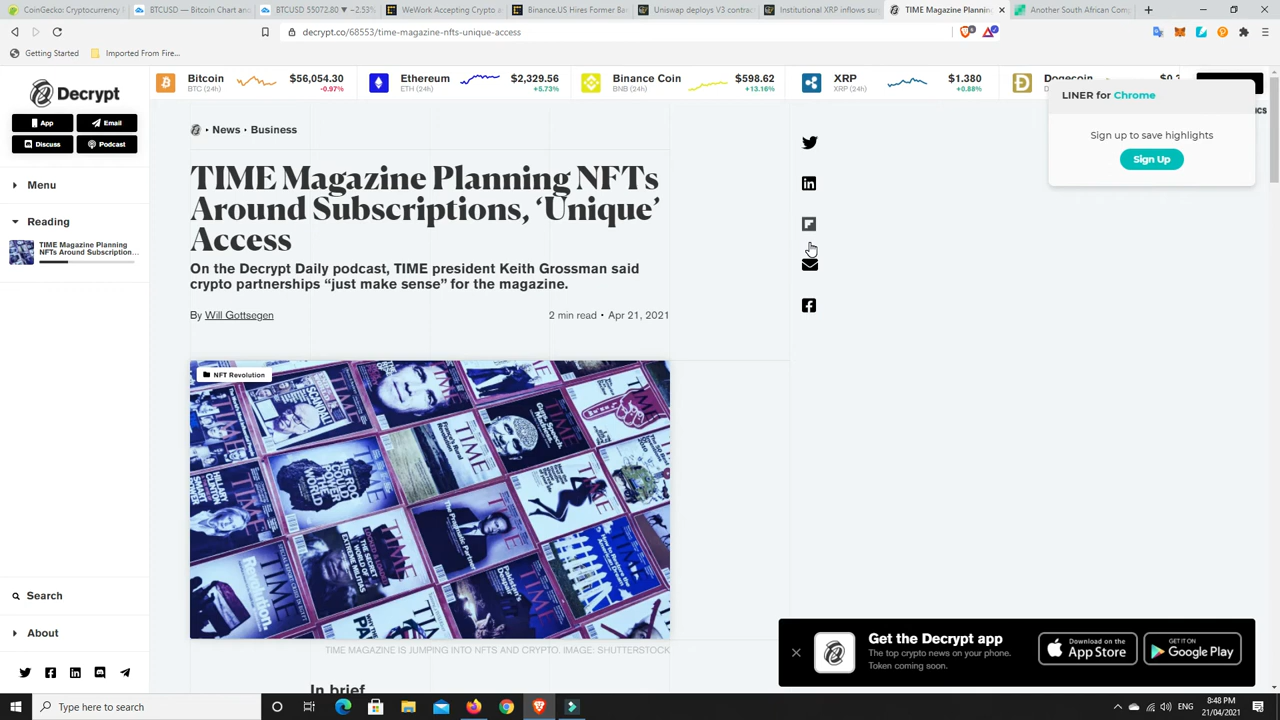 CoinGecko: Cryptocurrency
BTCUSD — Bitcoin Chart and
BTCUSD 55072.80 ▼ −2.53%
WeWork Accepting Crypto a
Binance.US Hires Former Ba
Uniswap deploys V3 contract
Institutional XRP inflows su
TIME Magazine Planning
Another South African Comp
decrypt.co/68553/time-magazine-nfts-unique-access
Getting Started
Imported From Fire...
Decrypt
App
Email
Discuss
Podcast
Menu
Reading
TIME Magazine Planning
NFTs Around Subscription...
Search
About
Bitcoin
BTC (24h)
$56,054.30
-0.97%
Ethereum
ETH (24h)
$2,329.56
+5.73%
Binance Coin
BNB (24h)
$598.62
+13.16%
XRP
XRP (24h)
$1.380
+0.88%
LINER for Chrome
Sign up to save highlights
Sign Up
News • Business
TIME Magazine Planning NFTs
Around Subscriptions, ‘Unique’
Access
On the Decrypt Daily podcast, TIME president Keith Grossman said
crypto partnerships “just make sense” for the magazine.
By Will Gottsegen
2 min read • Apr 21, 2021
NFT Revolution
TIME MAGAZINE IS JUMPING INTO NFTS AND CRYPTO. IMAGE: SHUTTERSTOCK
In brief
Get the Decrypt app
The top crypto news on your phone.
Token coming soon.
Download on the
App Store
GET IT ON
Google Play
Type here to search
ENG
8:48 PM
21/04/2021